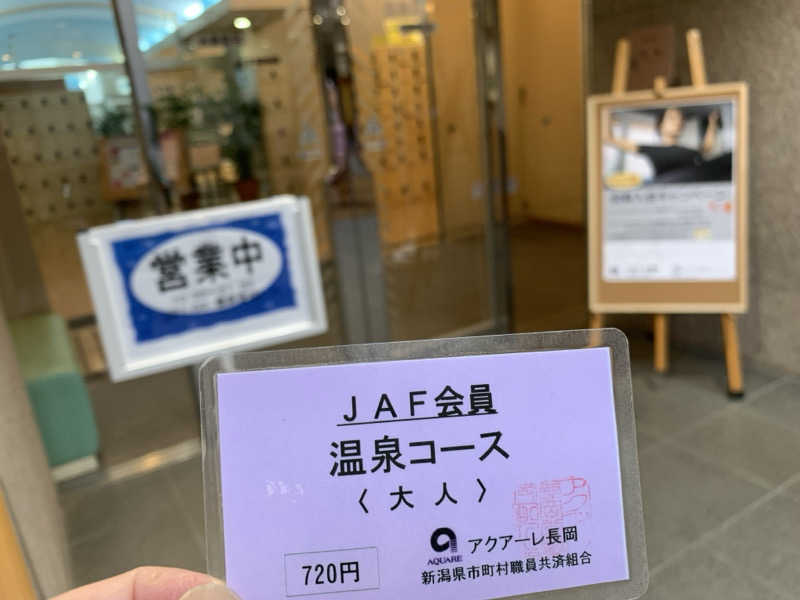 営業中
ＪＡＦ会員
温泉コース
〈 大 人 〉
AQUARE
アクアーレ長岡
720円
新潟県市町村職員共済組合